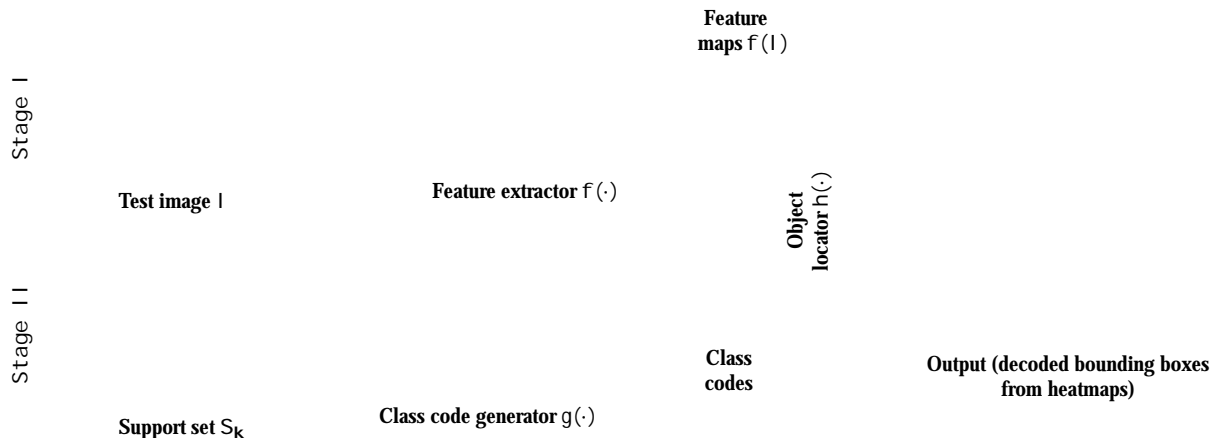 Feature
maps f(I)
Stage I
Test image I
Feature extractor f(·)
Object
locator h(·)
Stage II
Class
codes
Output (decoded bounding boxes
from heatmaps)
Support set Sk
Class code generator g(·)